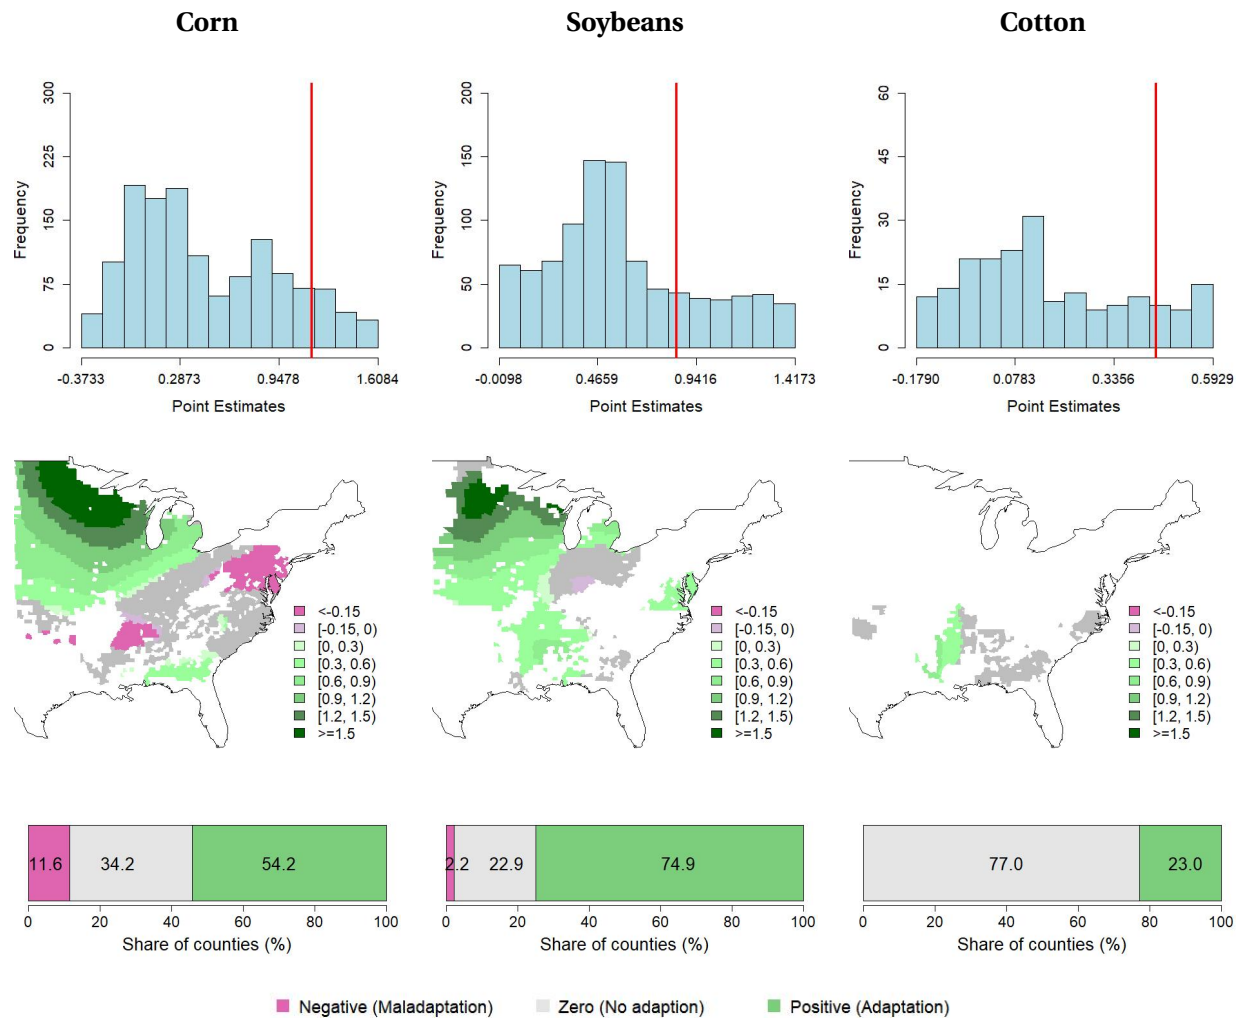 Corn
Soybeans
Cotton
300
225
150
75
0
Frequency
-0.3733
0.2873
0.9478
1.6084
Point Estimates
200
150
100
50
0
Frequency
-0.0098
0.4659
0.9416
1.4173
Point Estimates
60
45
30
15
0
Frequency
-0.1790
0.0783
0.3356
0.5929
Point Estimates
<-0.15
[-0.15, 0)
[0, 0.3)
[0.3, 0.6)
[0.6, 0.9)
[0.9, 1.2)
[1.2, 1.5)
>=1.5
<-0.15
[-0.15, 0)
[0, 0.3)
[0.3, 0.6)
[0.6, 0.9)
[0.9, 1.2)
[1.2, 1.5)
>=1.5
<-0.15
[-0.15, 0)
[0, 0.3)
[0.3, 0.6)
[0.6, 0.9)
[0.9, 1.2)
[1.2, 1.5)
>=1.5
11.6 34.2 54.2
0 20 40 60 80 100
Share of counties (%)
2.2 22.9 74.9
0 20 40 60 80 100
Share of counties (%)
77.0 23.0
0 20 40 60 80 100
Share of counties (%)
Negative (Maladaptation)
Zero (No adaption)
Positive (Adaptation)